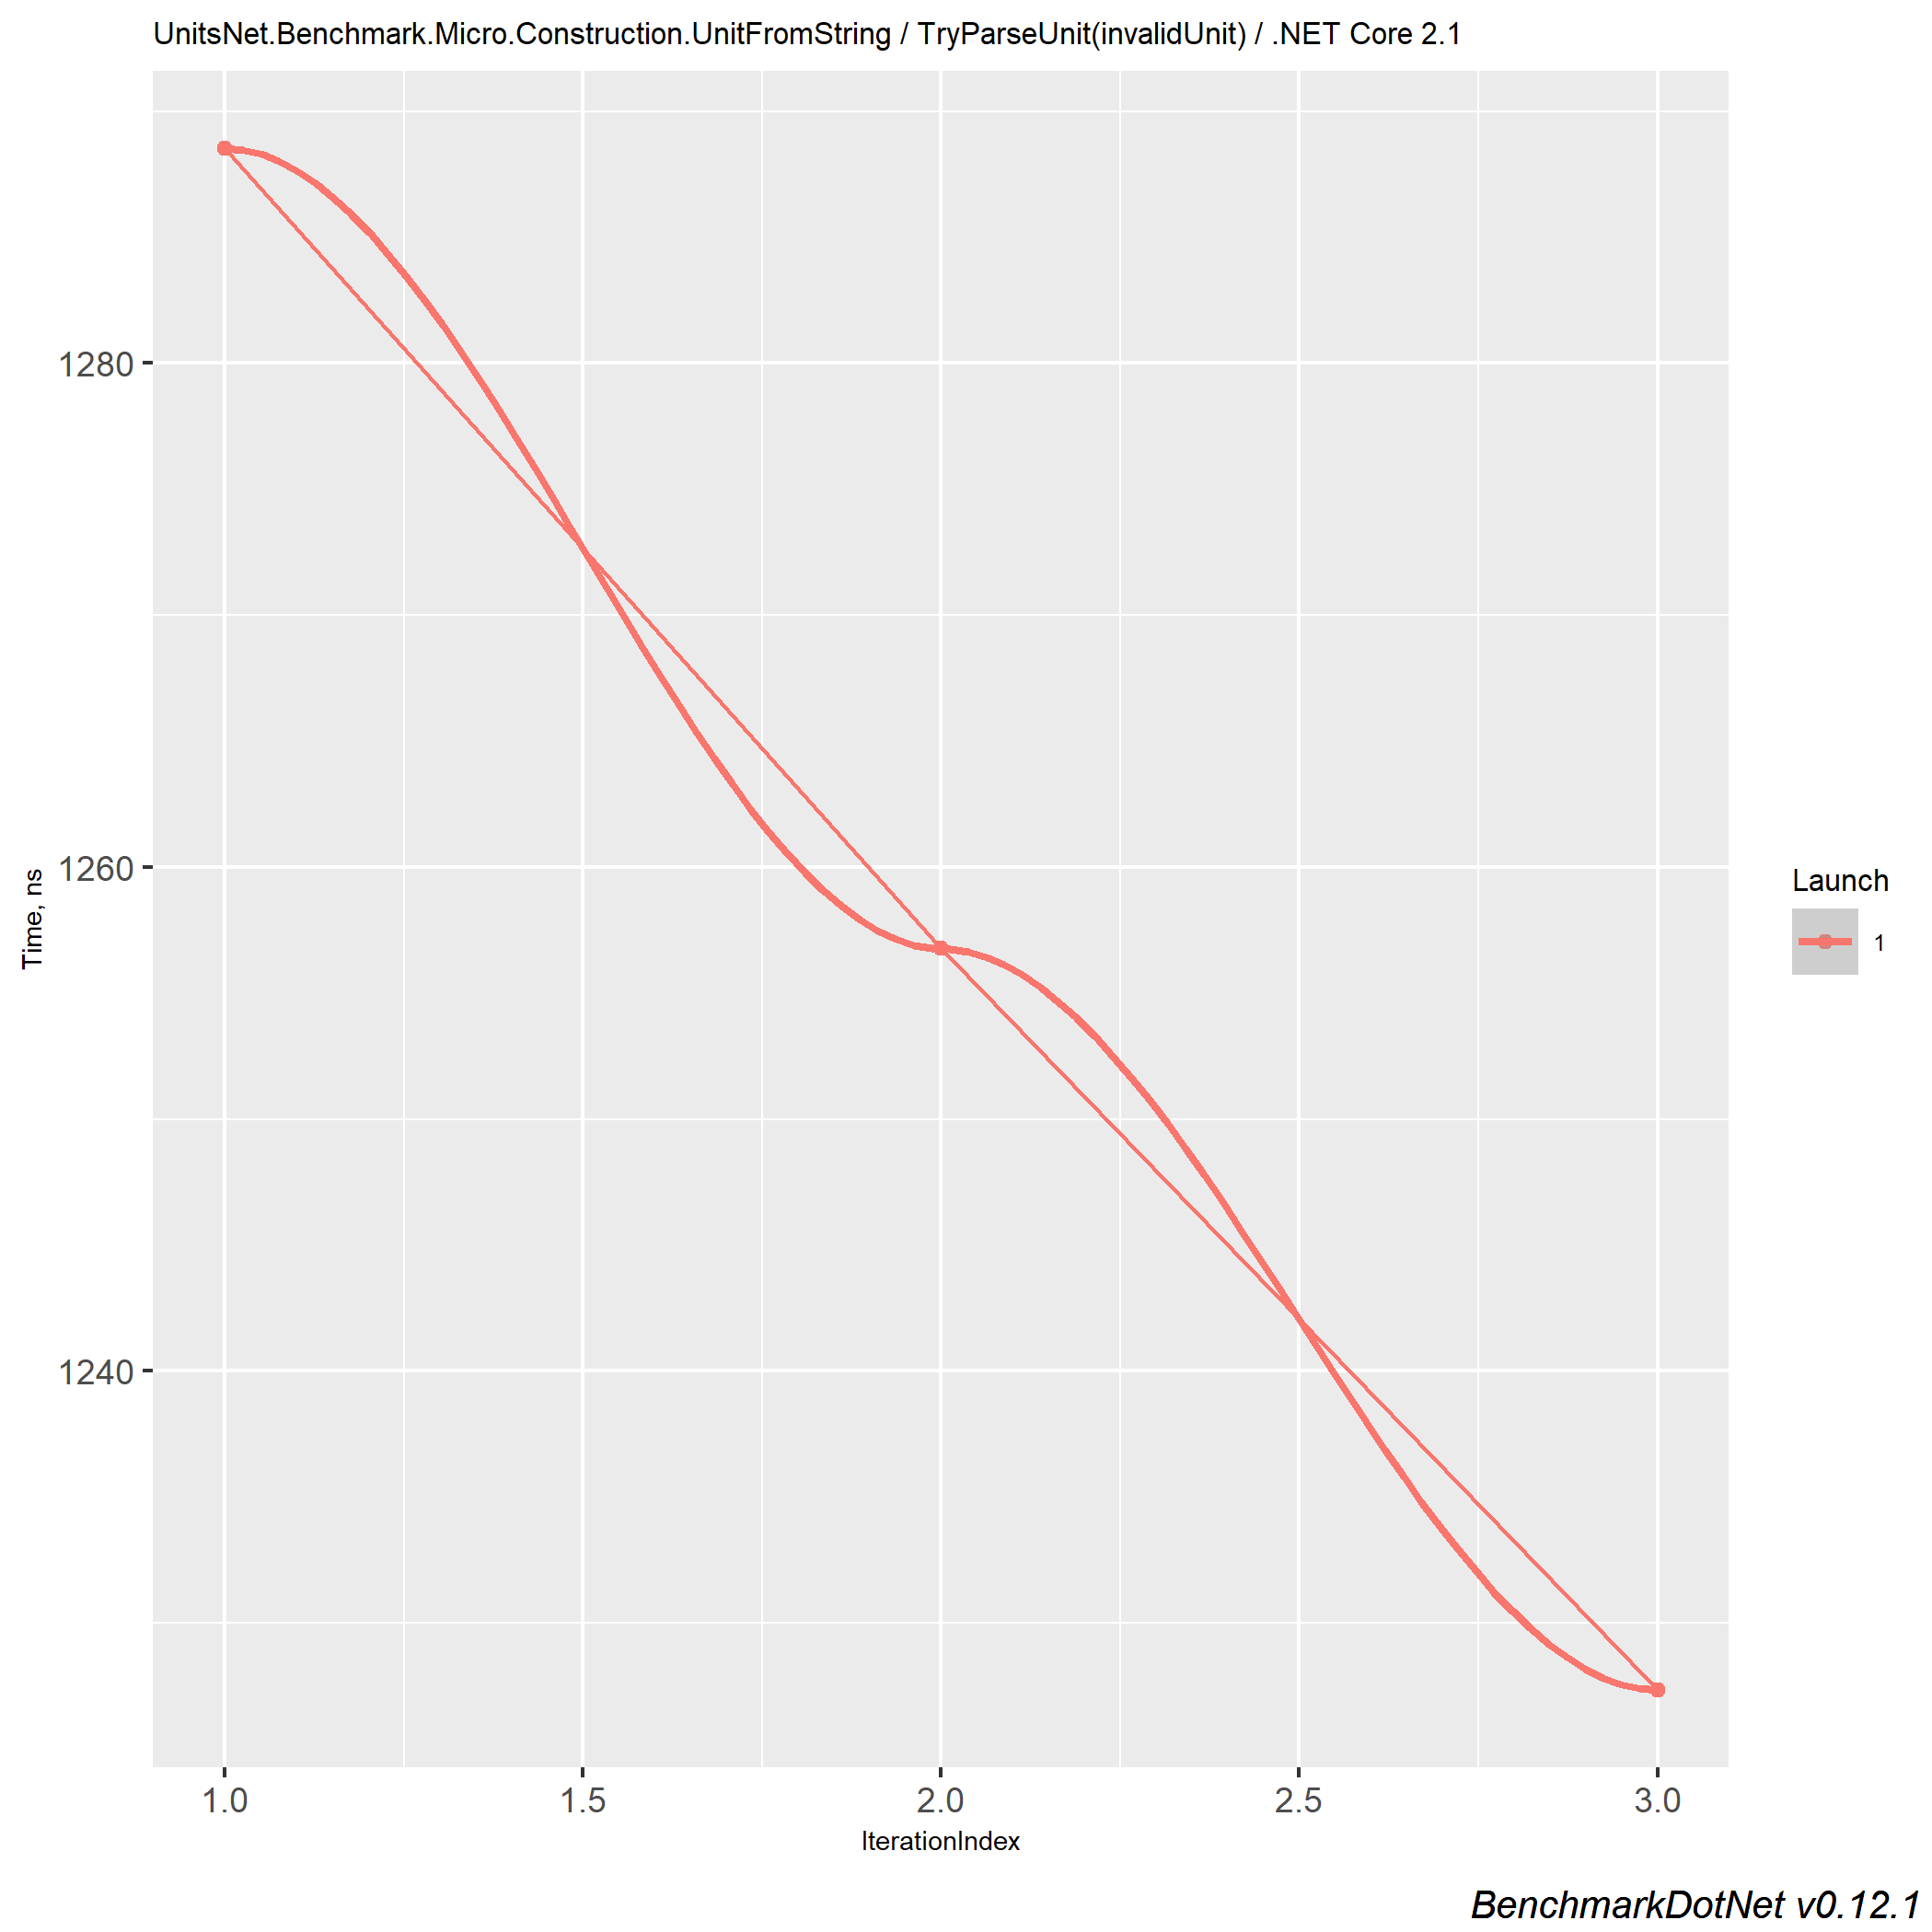 UnitsNet.Benchmark.Micro.Construction.UnitFromString / TryParseUnit(invalidUnit) / .NET Core 2.1
1280
1260
1240
Time, ns
1.0 1.5 2.0 2.5 3.0
IterationIndex
Launch
1
BenchmarkDotNet v0.12.1